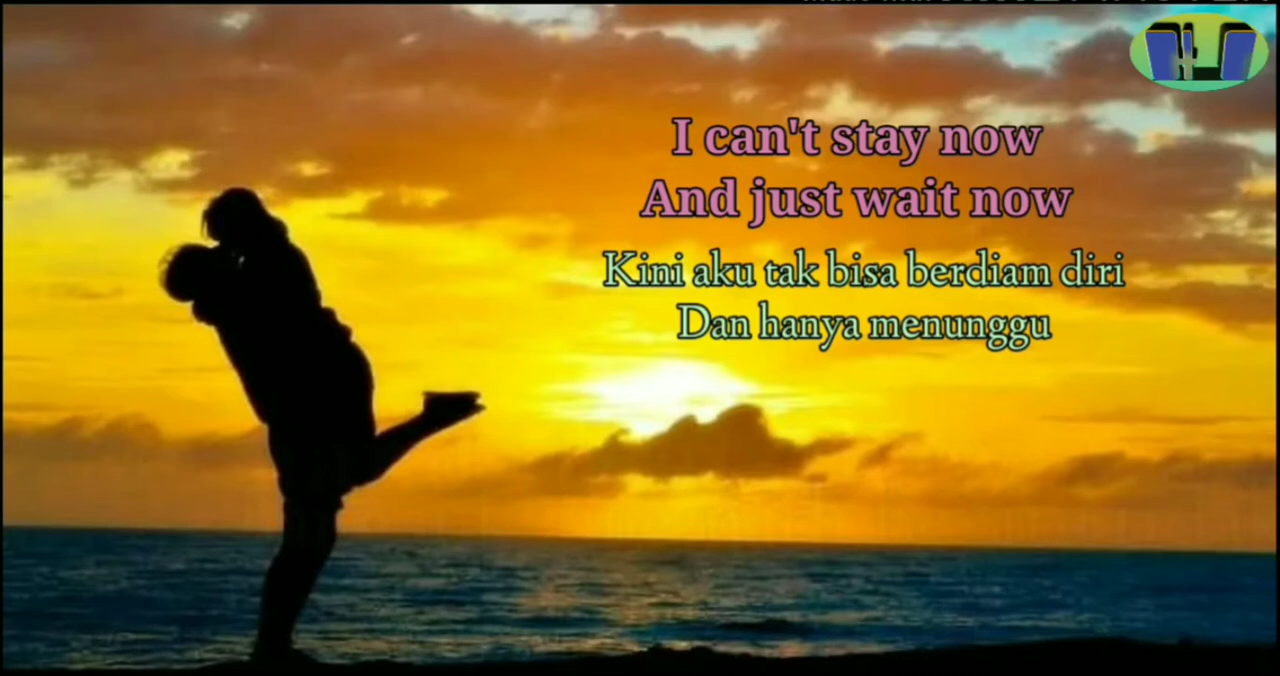 I can't stay now
And just wait now
Kini aku tak bisa berdiam diri
Dan hanya menunggu